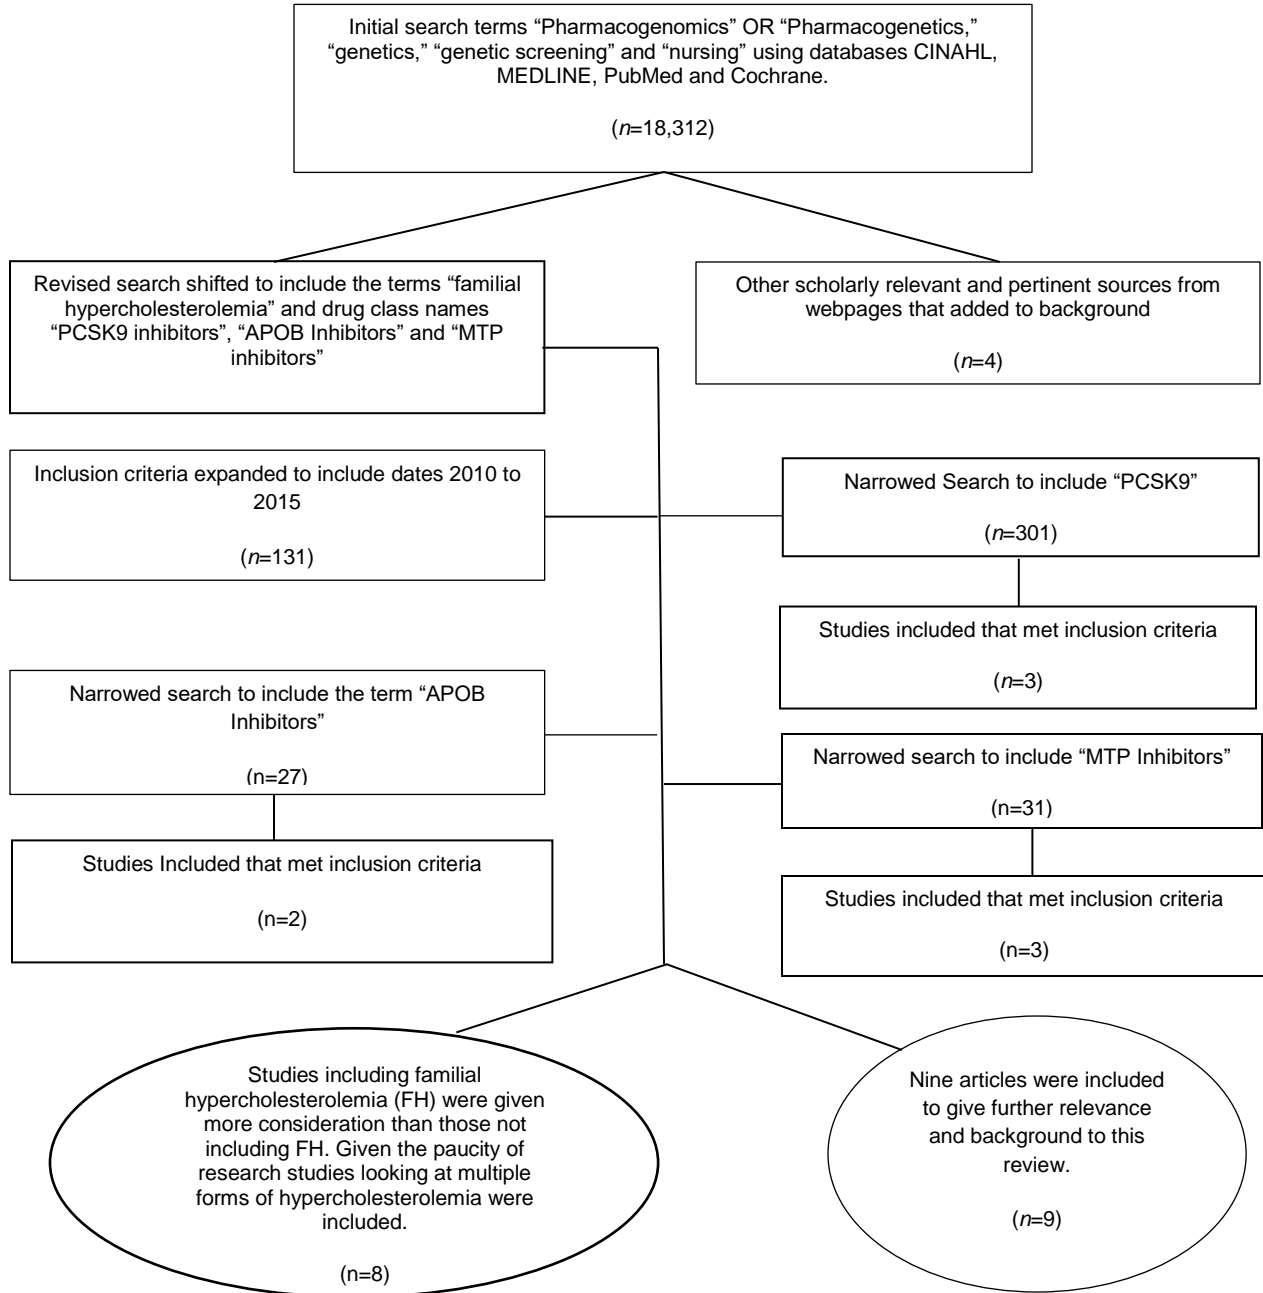 Initial search terms “Pharmacogenomics” OR “Pharmacogenetics,”
“genetics,” “genetic screening” and “nursing” using databases CINAHL,
MEDLINE, PubMed and Cochrane.
(n=18,312)
Revised search shifted to include the terms “familial
hypercholesterolemia” and drug class names
“PCSK9 inhibitors”, “APOB Inhibitors” and “MTP
inhibitors”
Other scholarly relevant and pertinent sources from
webpages that added to background
(n=4)
Inclusion criteria expanded to include dates 2010 to
2015
(n=131)
Narrowed Search to include “PCSK9”
(n=301)
Studies included that met inclusion criteria
(n=3)
Narrowed search to include the term “APOB
Inhibitors”
(n=27)
Narrowed search to include “MTP Inhibitors”
(n=31)
Studies Included that met inclusion criteria
(n=2)
Studies included that met inclusion criteria
(n=3)
Studies including familial
hypercholesterolemia (FH) were given
more consideration than those not
including FH. Given the paucity of
research studies looking at multiple
forms of hypercholesterolemia were
included.
(n=8)
Nine articles were included
to give further relevance
and background to this
review.
(n=9)